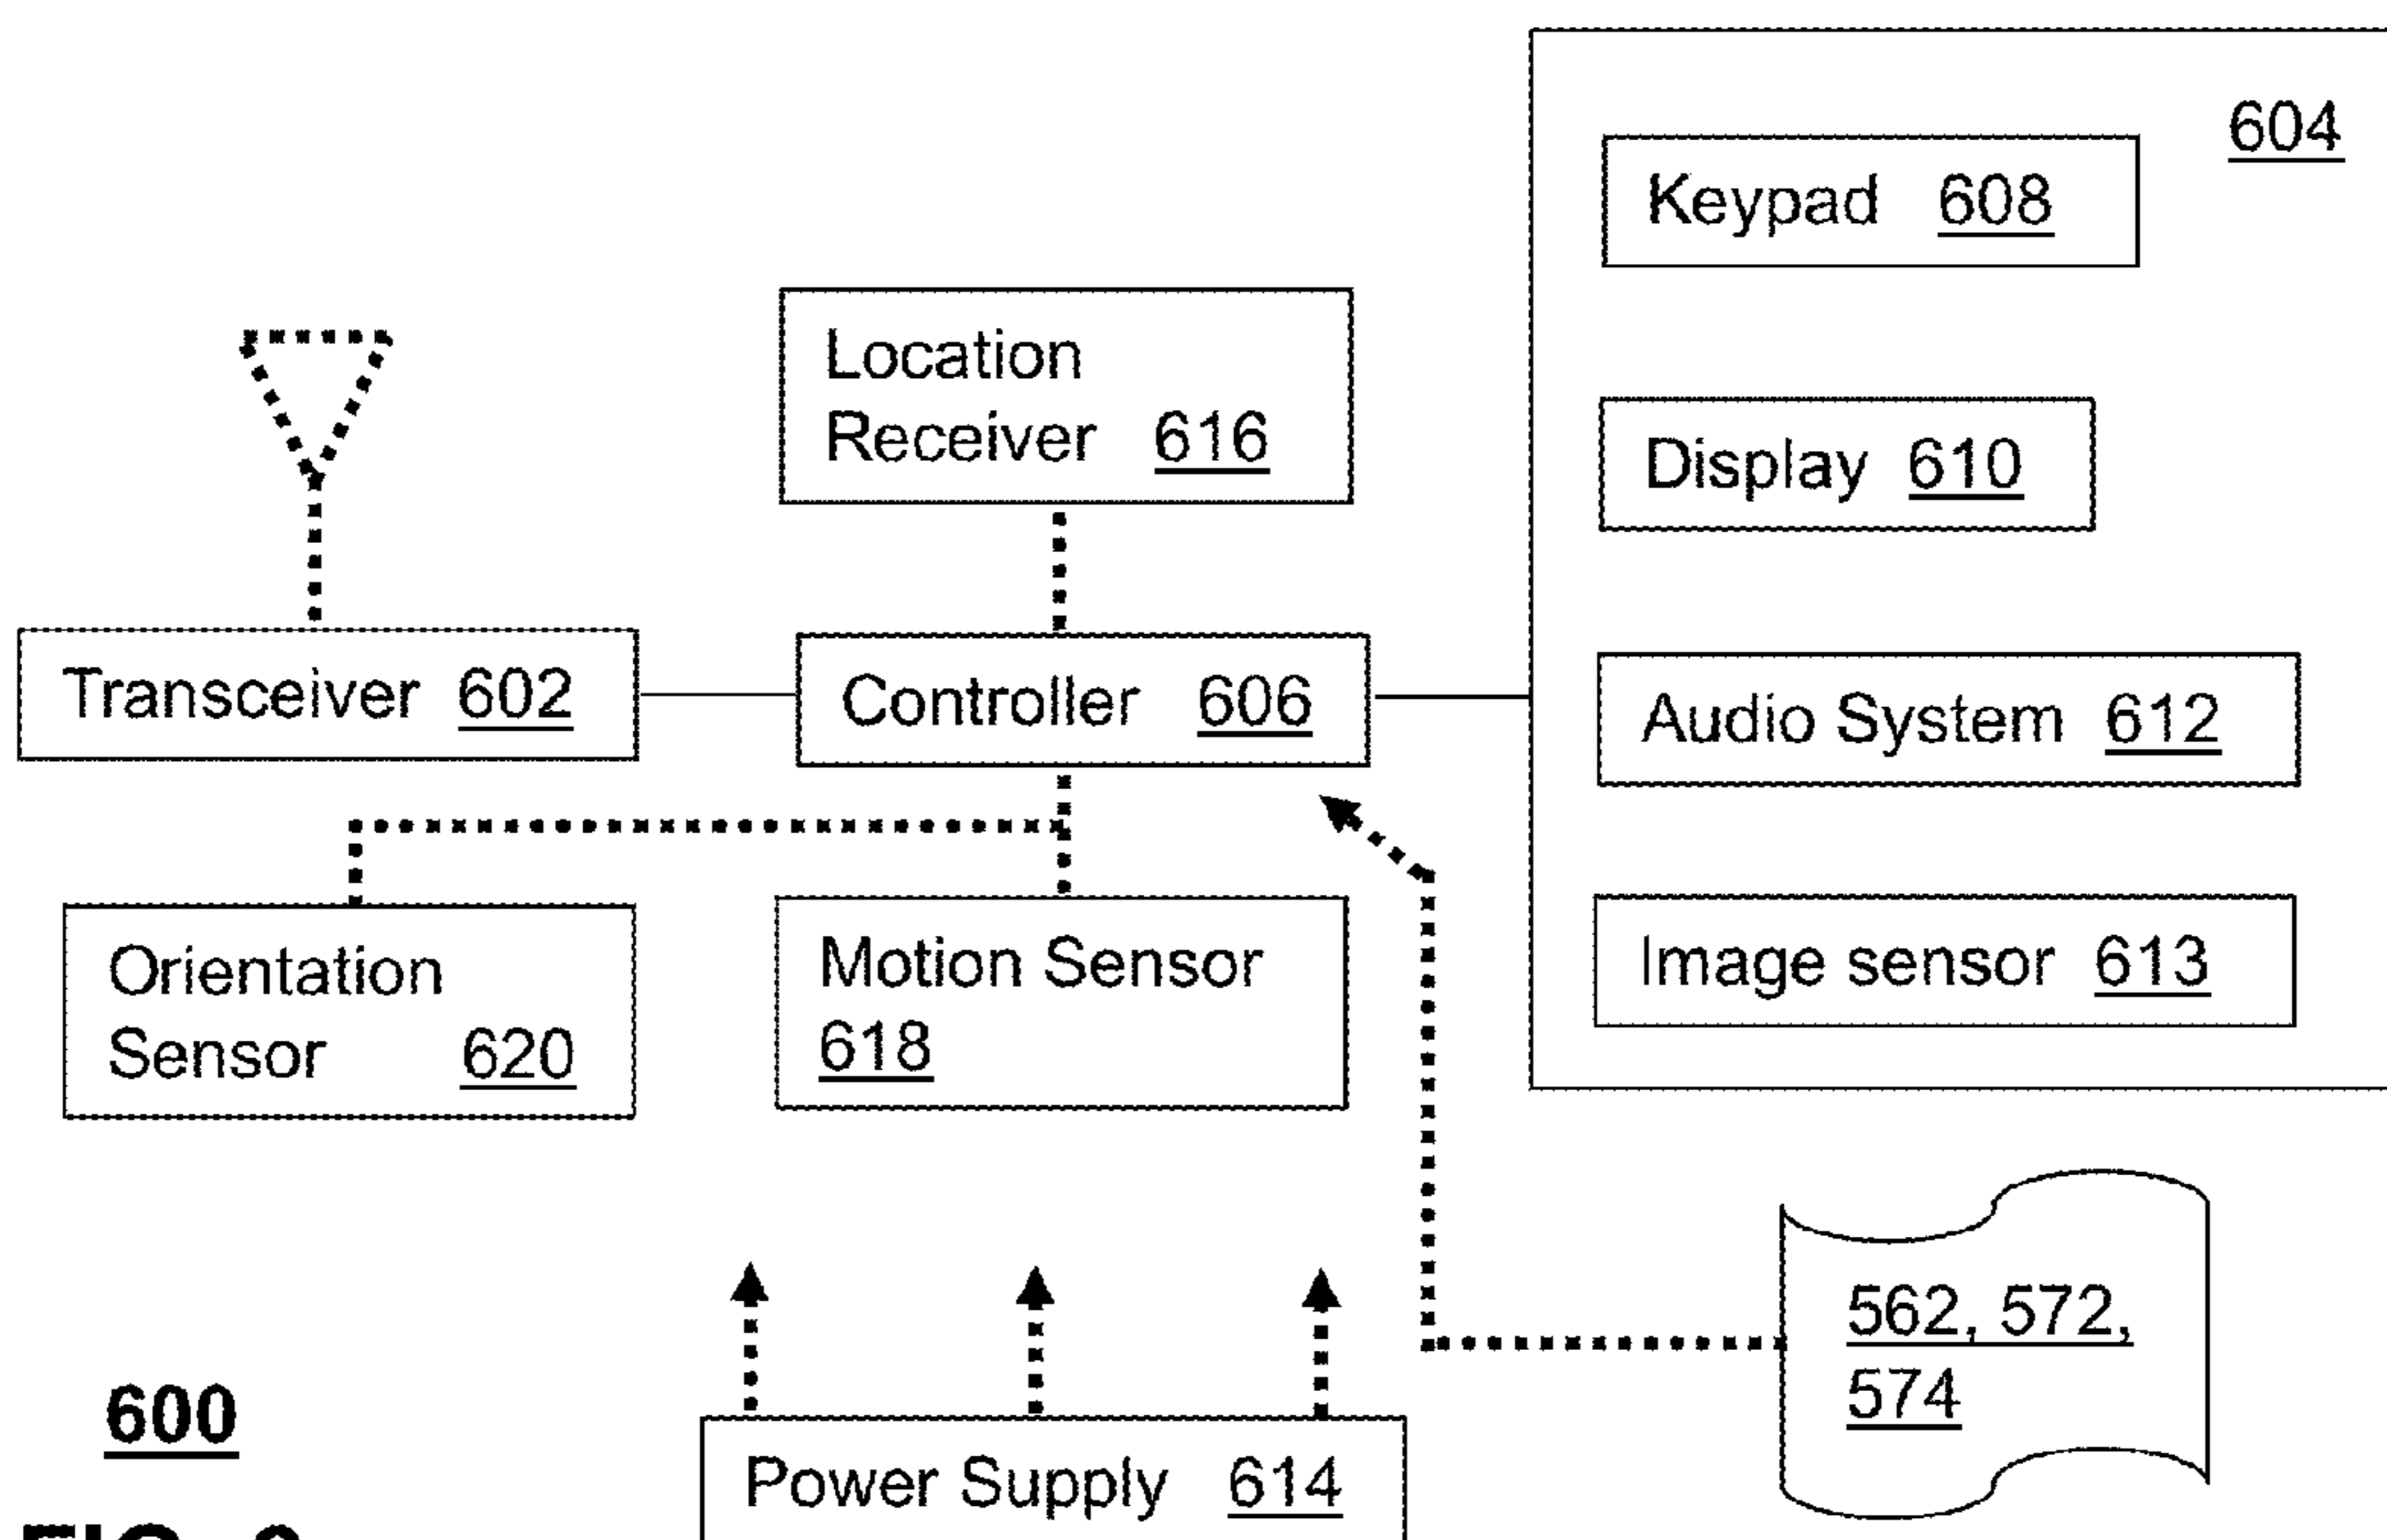 604
Keypad 608
Location
Receiver 616
Display 610
Transceiver 602
Controller 606
Audio System 612
Orientation
Sensor 620
Motion Sensor
618
Image sensor 613
562, 572,
574
600
Power Supply 614